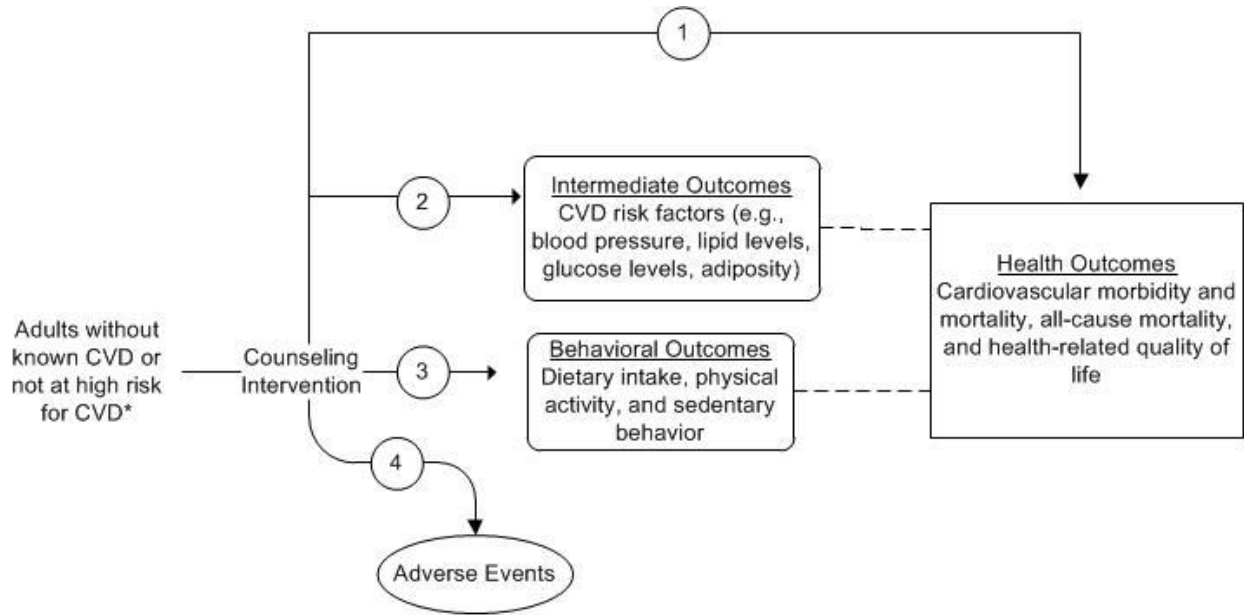 1
2
Intermediate Outcomes
CVD risk factors (e.g.,
blood pressure, lipid levels,
glucose levels, adiposity)
Health Outcomes
Cardiovascular morbidity and
mortality, all-cause mortality,
and health-related quality of
life
Adults without
known CVD or
not at high risk
for CVD*
Counseling
Intervention
3
Behavioral Outcomes
Dietary intake, physical
activity, and sedentary
behavior
4
Adverse Events